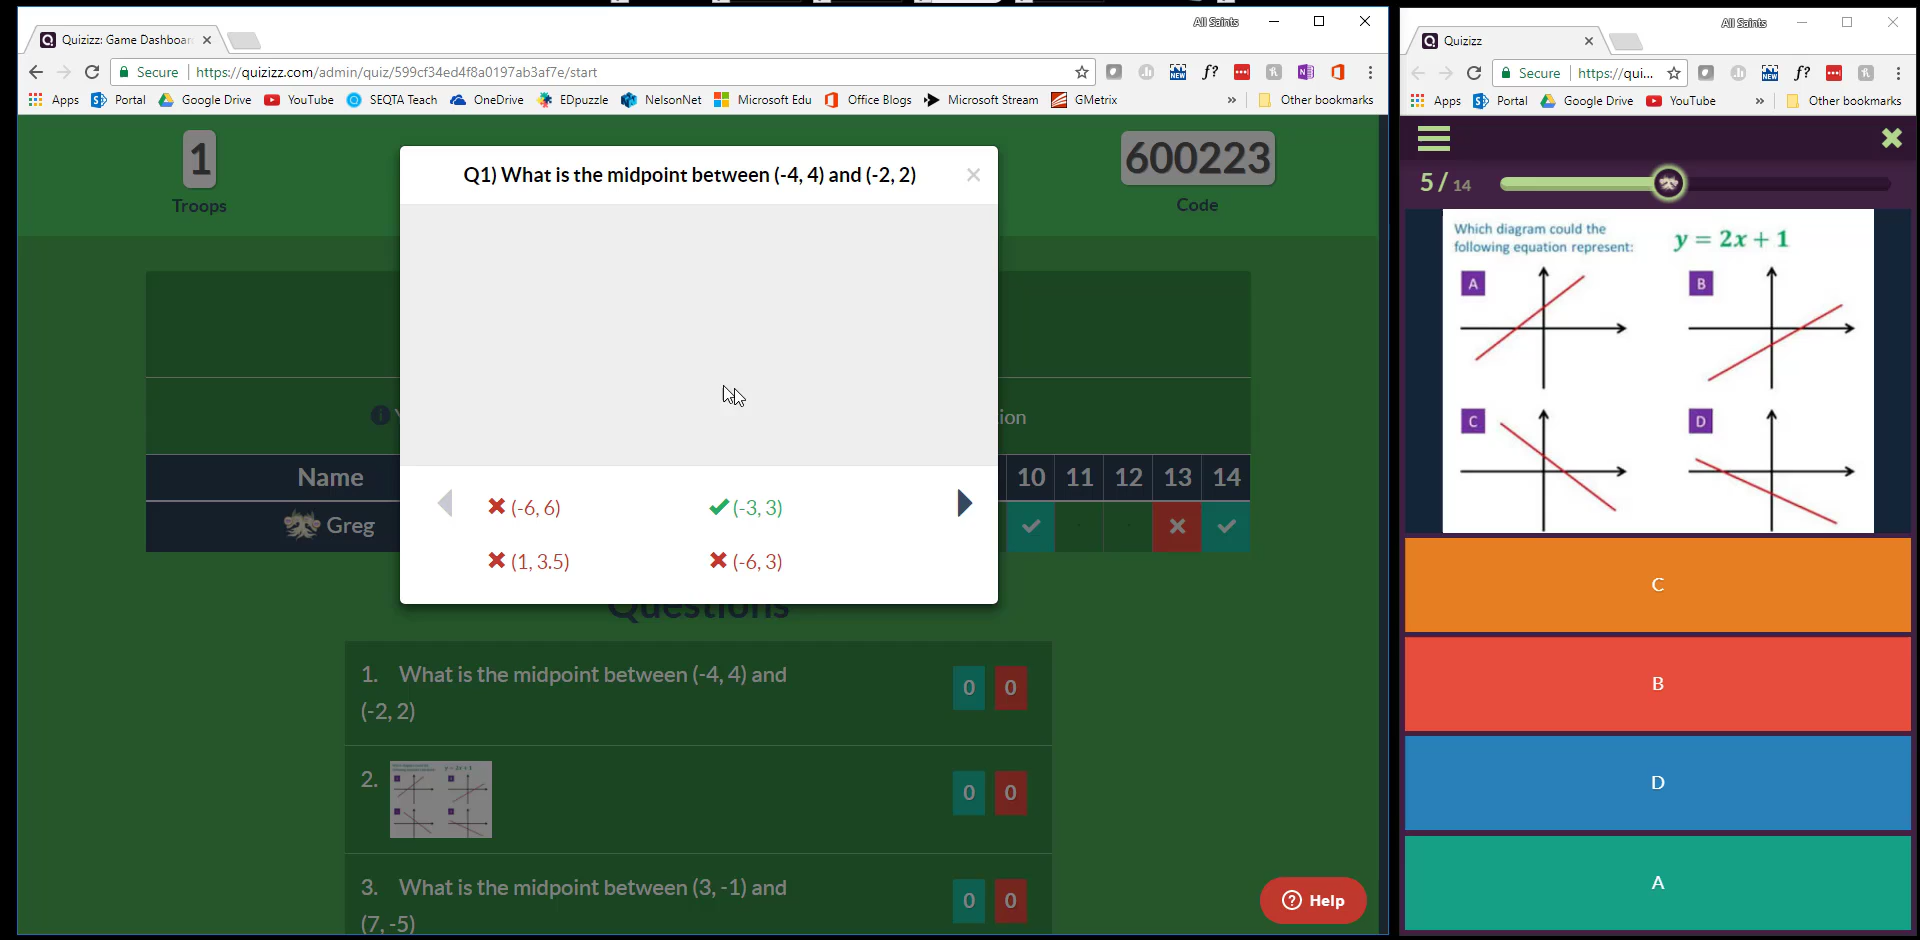 All Saints
Quizizz: Game Dashboar
Secure
https://quizizz.com/admin/quiz/599cf34ed4f8a0197ab3af7e/start
NEW
f?
Apps
Portal
Google Drive
YouTube
SEQTA Teach
OneDrive
EDpuzzle
NelsonNet
Microsoft Edu
Office Blogs
Microsoft Stream
GMetrix
»
Other bookmarks
1
Troops
600223
Code
Q1) What is the midpoint between (-4, 4) and (-2, 2)
×
ion
Name
10 11 12 13 14
Greg
(-6, 6)
(-3, 3)
(1, 3.5)
(-6, 3)
Questions
1. What is the midpoint between (-4, 4) and
(-2, 2)
0 0
2.
y = 2x + 1
0 0
3. What is the midpoint between (3, -1) and
(7, -5)
0 0
? Help
All Saints
Quizizz
Secure
https://qui...
NEW
f?
Apps
Portal
Google Drive
YouTube
»
Other bookmarks
5 / 14
Which diagram could the
following equation represent:
y = 2x + 1
A
B
C
D
C
B
D
A